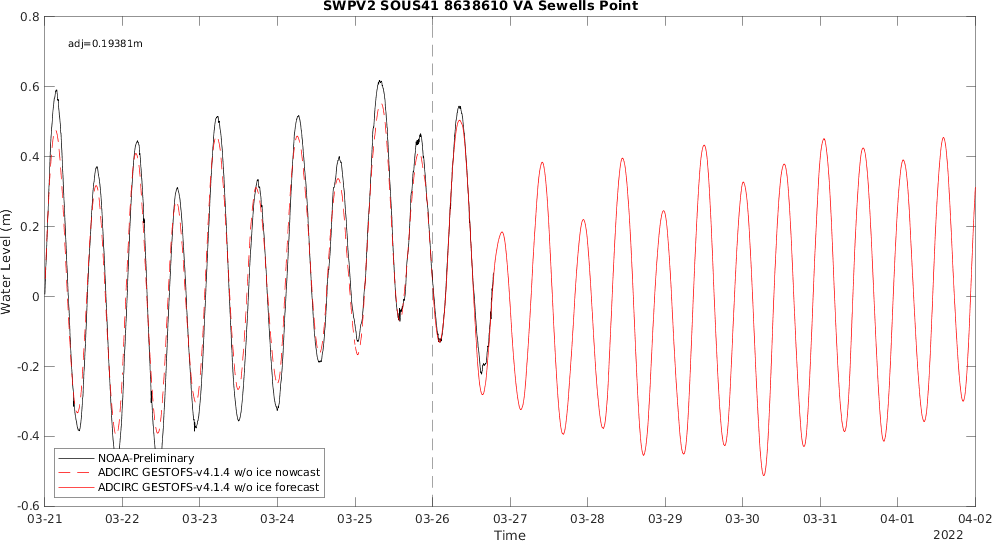 SWPV2 SOUS41 8638610 VA Sewells Point
adj=0.19381m
Water Level (m)
0.8
0.6
0.4
0.2
0
-0.2
-0.4
-0.6
NOAA-Preliminary
ADCIRC GESTOFS-v4.1.4 w/o ice nowcast
ADCIRC GESTOFS-v4.1.4 w/o ice forecast
03-21 03-22 03-23 03-24 03-25 03-26 03-27 03-28 03-29 03-30 03-31 04-01 04-02
Time
2022